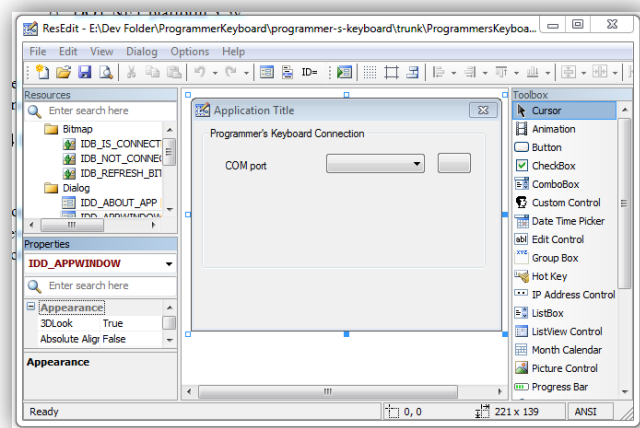 ResEdit - E:\Dev Folder\ProgrammerKeyboard\programmer-s-keyboard\trunk\ProgrammersKeyboa...
File Edit View Dialog Options Help
ID=
Resources
Enter search here
Bitmap
IDB_IS_CONNECT
IDB_NOT_CONNE
IDB_REFRESH_BIT
Dialog
IDD_ABOUT_APP
IDD_APPWINDOW
Properties
IDD_APPWINDOW
Enter search here
Appearance
3DLook True
Absolute Aligr False
Appearance
Application Title
Programmer's Keyboard Connection
COM port
Toolbox
Cursor
Animation
Button
CheckBox
ComboBox
Custom Control
Date Time Picker
Edit Control
Group Box
Hot Key
IP Address Control
ListBox
ListView Control
Month Calendar
Picture Control
Progress Bar
Ready
0, 0
221 x 139
ANSI